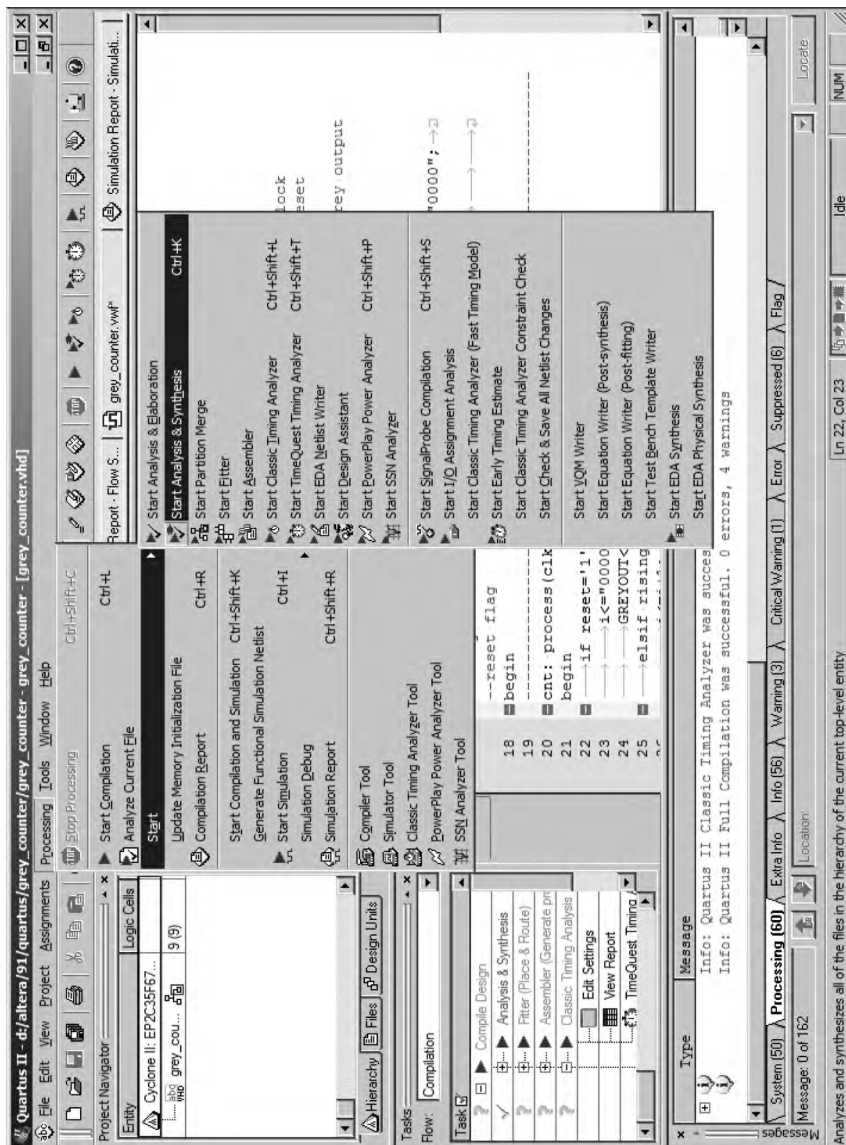 Quartus II - d:/altera/91/quartus/grey_counter/grey_counter - grey_counter - [grey_counter.vhd]
File Edit View Project Assignments Processing Tools Window Help
Project Navigator
Entity Logic Cells
Cyclone II: EP2C35F67...
grey_cou... 9 (9)
Hierarchy Files Design Units
Tasks
Flow: Compilation
Task
Compile Design
Analysis & Synthesis
Fitter (Place & Route)
Assembler (Generate pro
Classic Timing Analysis
Edit Settings
View Report
TimeQuest Timing
Stop Processing Ctrl+Shift+C
Start Compilation Ctrl+L
Analyze Current File
Start
Update Memory Initialization File
Compilation Report Ctrl+R
Start Compilation and Simulation Ctrl+Shift+K
Generate Functional Simulation Netlist
Start Simulation Ctrl+I
Simulation Debug
Simulation Report Ctrl+Shift+R
Compiler Tool
Simulator Tool
Classic Timing Analyzer Tool
PowerPlay Power Analyzer Tool
SSN Analyzer Tool
Start Analysis & Elaboration
Start Analysis & Synthesis Ctrl+K
Start Partition Merge
Start Fitter
Start Assembler
Start Classic Timing Analyzer Ctrl+Shift+L
Start TimeQuest Timing Analyzer Ctrl+Shift+T
Start EDA Netlist Writer
Start Design Assistant
Start PowerPlay Power Analyzer Ctrl+Shift+P
Start SSN Analyzer
Start SignalProbe Compilation Ctrl+Shift+S
Start I/O Assignment Analysis
Start Classic Timing Analyzer (Fast Timing Model)
Start Early Timing Estimate
Start Classic Timing Analyzer Constraint Check
Start Check & Save All Netlist Changes
Start VQM Writer
Start Equation Writer (Post-synthesis)
Start Equation Writer (Post-fitting)
Start Test Bench Template Writer
Start EDA Synthesis
Start EDA Physical Synthesis
Report - Flow S... grey_counter.vwf* Simulation Report - Simulati...
lock
eset
rey output
--reset flag
18 begin
19
20 cnt: process(clk
21 begin
22 if reset='1'
23 i<="0000
24 GREYOUT< "0000";
25 elsif rising
Type Message
Info: Quartus II Classic Timing Analyzer was succes
Info: Quartus II Full Compilation was successful. 0 errors, 4 warnings
System (50) Processing (60) Extra Info Info (56) Warning (3) Critical Warning (1) Error Suppressed (6) Flag
Messages
Message: 0 of 162 Location: Locate
Analyzes and synthesizes all of the files in the hierarchy of the current top-level entity Ln 22, Col 23 Idle NUM